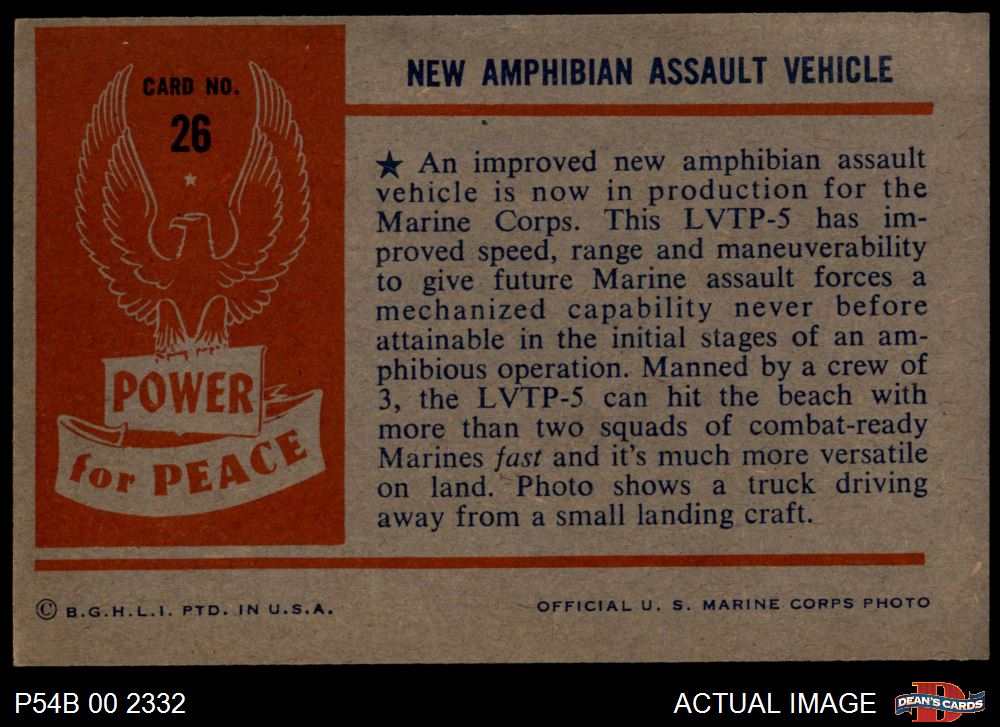 CARD NO.
26
POWER
for PEACE
NEW AMPHIBIAN ASSAULT VEHICLE
★ An improved new amphibian assault
vehicle is now in production for the
Marine Corps. This LVTP-5 has im-
proved speed, range and maneuverability
to give future Marine assault forces a
mechanized capability never before
attainable in the initial stages of an am-
phibious operation. Manned by a crew of
3, the LVTP-5 can hit the beach with
more than two squads of combat-ready
Marines fast and it's much more versatile
on land. Photo shows a truck driving
away from a small landing craft.
© B.G.H.L.I. PTD. IN U.S.A.
OFFICIAL U. S. MARINE CORPS PHOTO
P54B 00 2332
ACTUAL IMAGE
D
DEAN'S CARDS